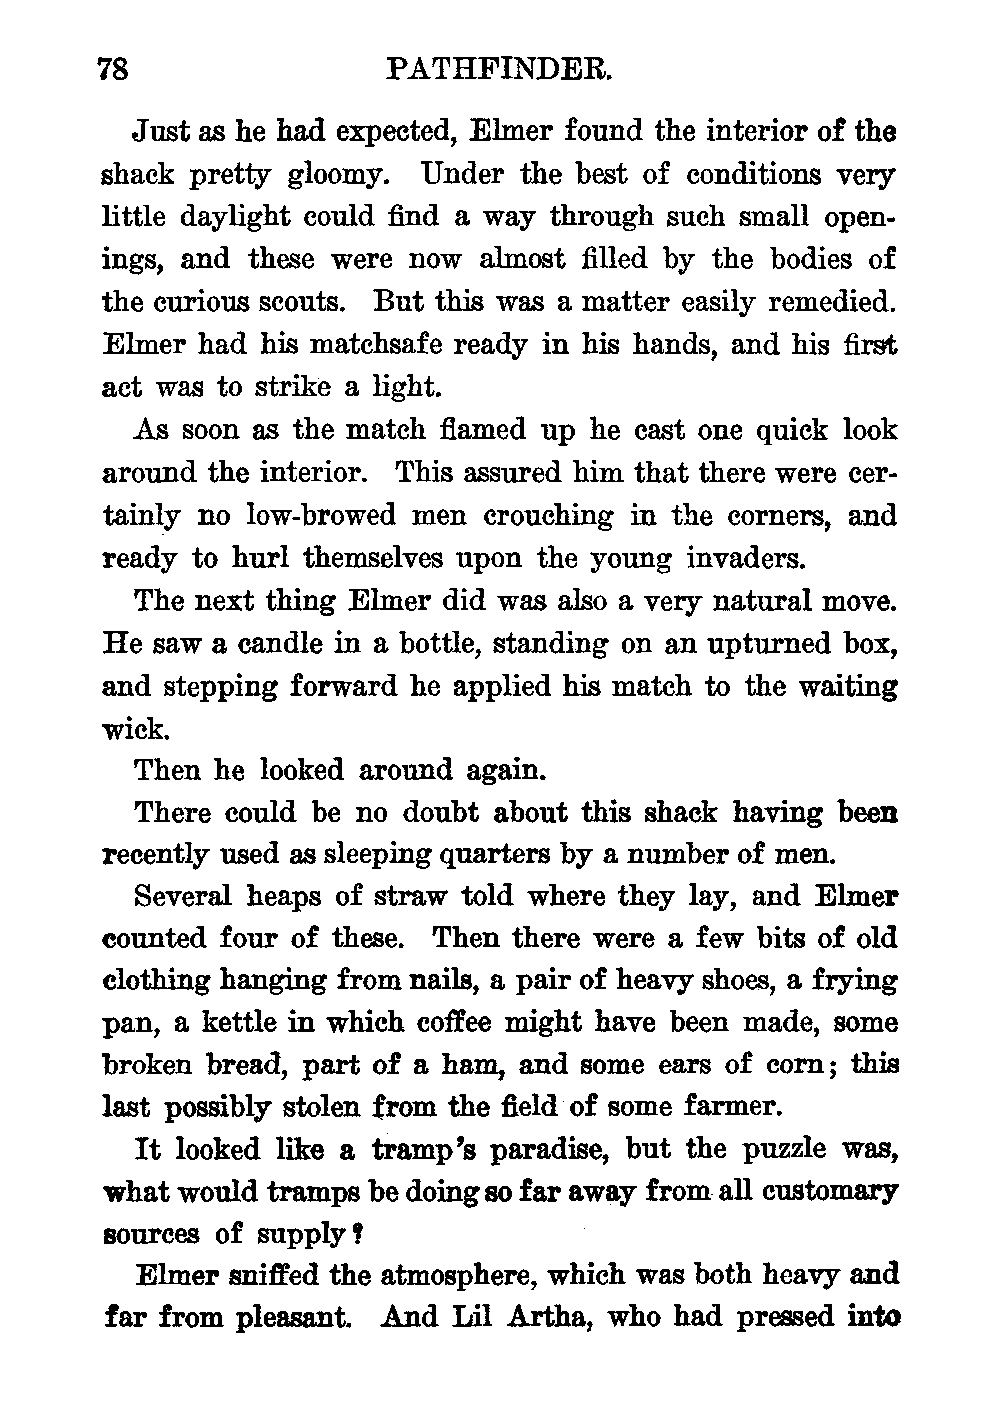 78 PATHFINDER.
Just as he had expected, Elmer found the interior of the
shack pretty gloomy. Under the best of conditions very
little daylight could find a way through such small open-
ings, and these were now almost filled by the bodies of
the curious scouts. But this was a matter easily remedied.
Elmer had his matchsafe ready in his hands, and his first
act was to strike a light.
As soon as the match flamed up he cast one quick look
around the interior. This assured him that there were cer-
tainly no low-browed men crouching in the corners, and
ready to hurl themselves upon the young invaders.
The next thing Elmer did was also a very natural move.
He saw a candle in a bottle, standing on an upturned box,
and stepping forward he applied his match to the waiting
wick.
Then he looked around again.
There could be no doubt about this shack having been
recently used as sleeping quarters by a number of men.
Several heaps of straw told where they lay, and Elmer
counted four of these. Then there were a few bits of old
clothing hanging from nails, a pair of heavy shoes, a frying
pan, a kettle in which coffee might have been made, some
broken bread, part of a ham, and some ears of corn; this
last possibly stolen from the field of some farmer.
It looked like a tramp's paradise, but the puzzle was,
what would tramps be doing so far away from all customary
sources of supply?
Elmer sniffed the atmosphere, which was both heavy and
far from pleasant. And Lil Artha, who had pressed into